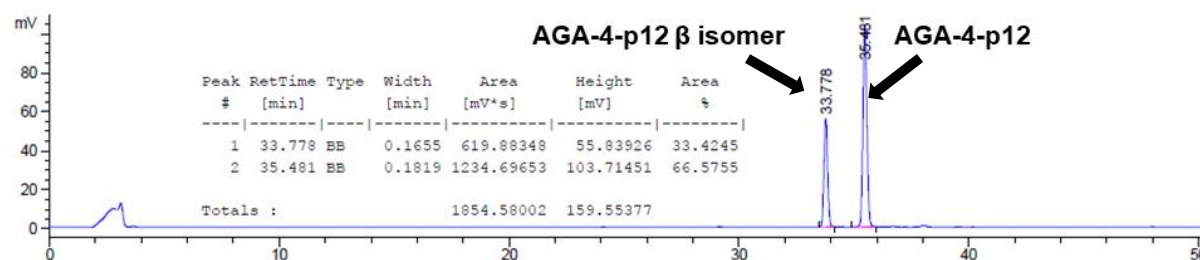 mV
AGA-4-p12 β isomer
AGA-4-p12
35.481
33.778
Peak RetTime Type Width Area Height Area
# [min] [min] [mV*s] [mV] %
----|-------|----|-------|----------|----------|--------|
1 33.778 BB 0.1655 619.88348 55.83926 33.4245
2 35.481 BB 0.1819 1234.69653 103.71451 66.5755
Totals : 1854.58002 159.55377
80
60
40
20
0
0 10 20 30 40 50